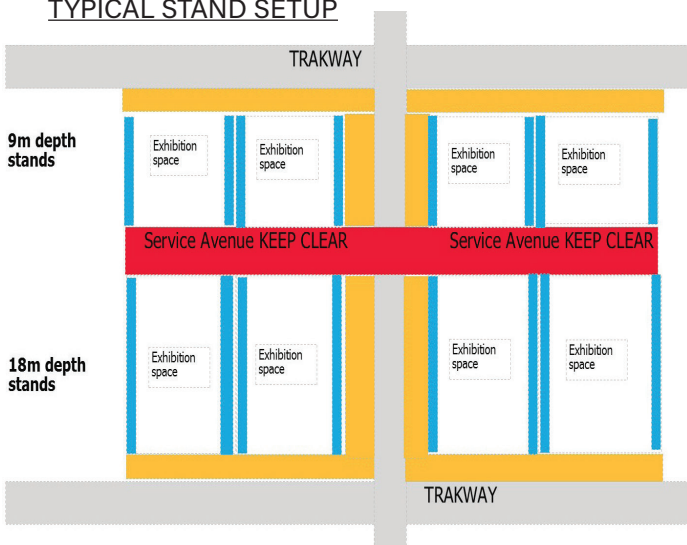 TYPICAL STAND SETUP
TRAKWAY
9m depth
stands
Exhibition
space
Exhibition
space
Exhibition
space
Exhibition
space
Service Avenue KEEP CLEAR
Service Avenue KEEP CLEAR
18m depth
stands
Exhibition
space
Exhibition
space
Exhibition
space
Exhibition
space
TRAKWAY